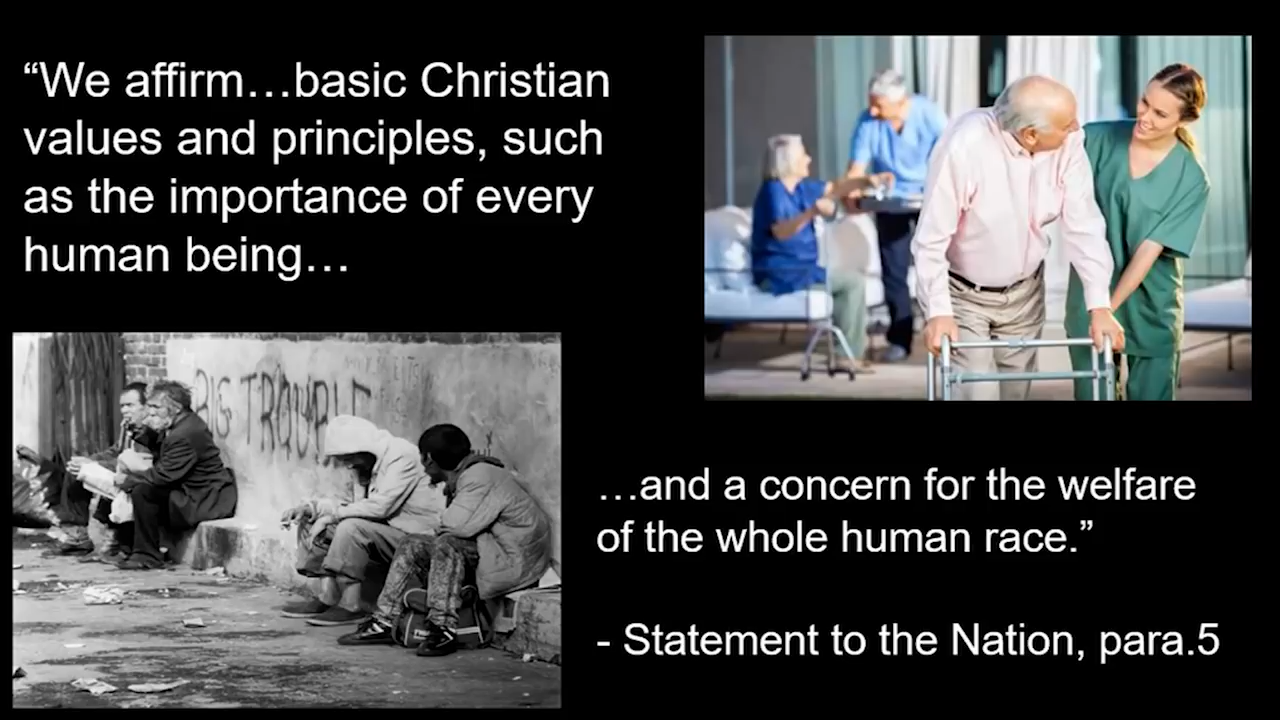 “We affirm…basic Christian
values and principles, such
as the importance of every
human being…
BIG TROUBLE
…and a concern for the welfare
of the whole human race.”
- Statement to the Nation, para.5